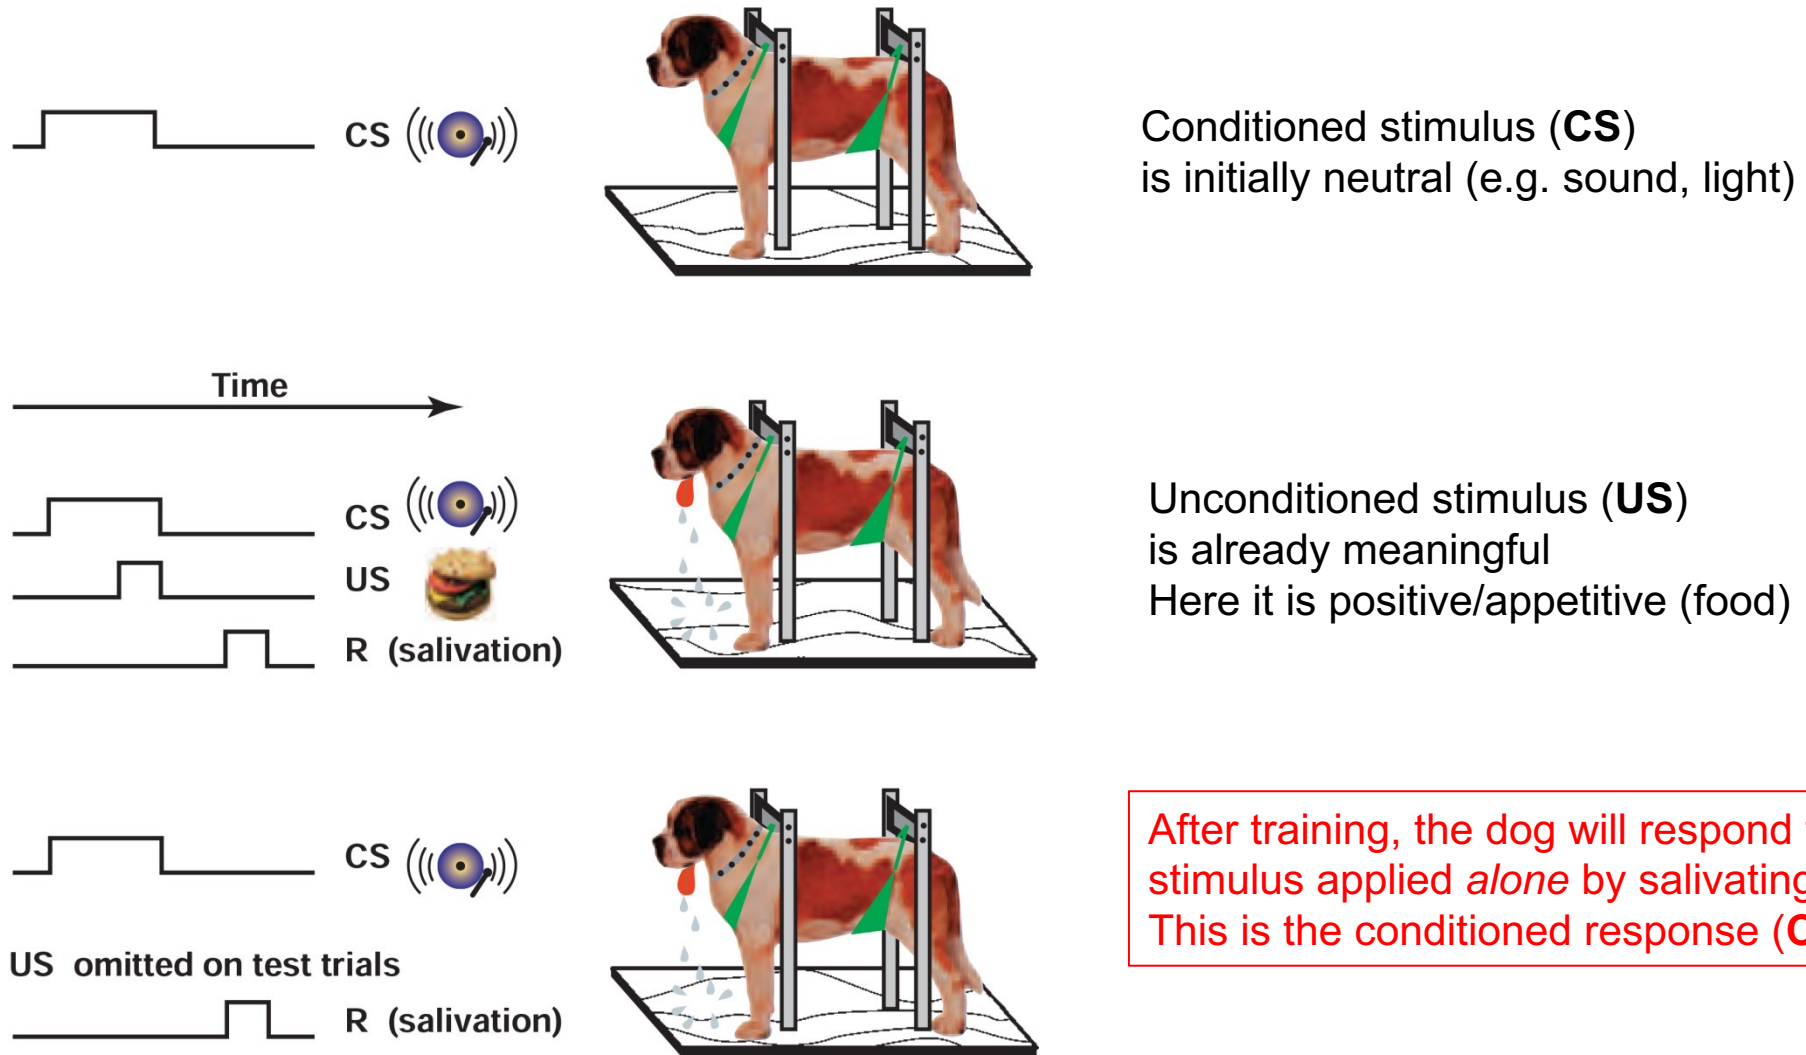 CS
Conditioned stimulus (CS)
is initially neutral (e.g. sound, light)
Time
CS
US
R (salivation)
Unconditioned stimulus (US)
is already meaningful
Here it is positive/appetitive (food)
CS
US omitted on test trials
R (salivation)
After training, the dog will respond
stimulus applied alone by salivating
This is the conditioned response (